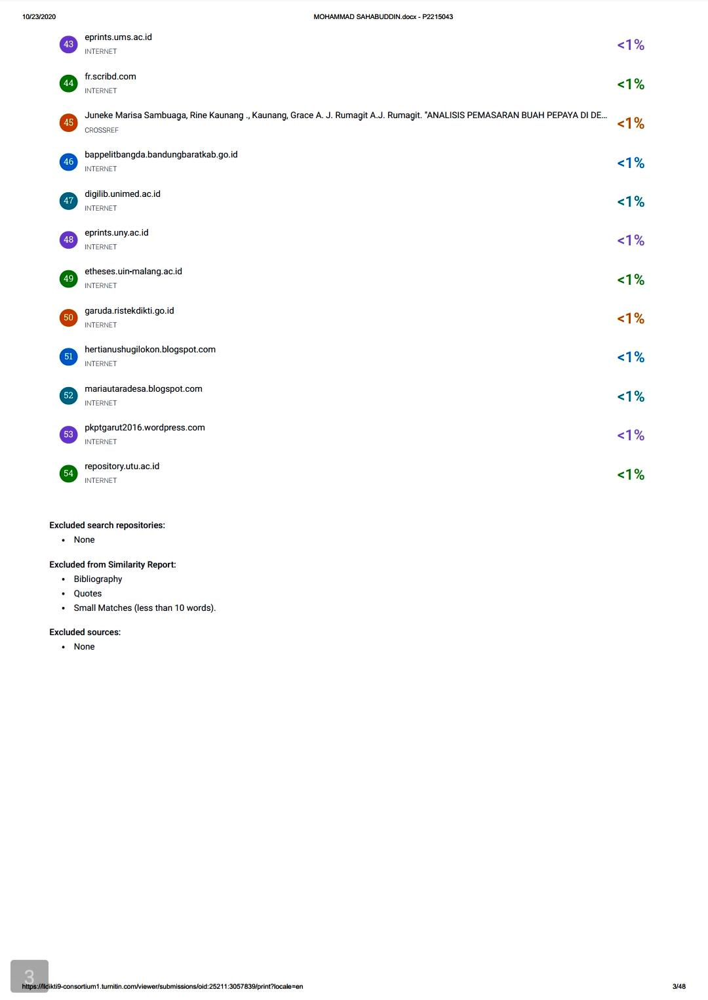 10/23/2020
MOHAMMAD SAHABUDDIN.docx - P2215043
43
eprints.ums.ac.id
INTERNET
<1%
44
fr.scribd.com
INTERNET
<1%
45
Juneke Marisa Sambuaga, Rine Kaunang ., Kaunang, Grace A. J. Rumagit A.J. Rumagit. "ANALISIS PEMASARAN BUAH PEPAYA DI DE...
CROSSREF
<1%
46
bappelitbangda.bandungbaratkab.go.id
INTERNET
<1%
47
digilib.unimed.ac.id
INTERNET
<1%
48
eprints.uny.ac.id
INTERNET
<1%
49
etheses.uin-malang.ac.id
INTERNET
<1%
50
garuda.ristekdikti.go.id
INTERNET
<1%
51
hertianushugilokon.blogspot.com
INTERNET
<1%
52
mariautaradesa.blogspot.com
INTERNET
<1%
53
pkptgarut2016.wordpress.com
INTERNET
<1%
54
repository.utu.ac.id
INTERNET
<1%
Excluded search repositories:
• None
Excluded from Similarity Report:
• Bibliography
• Quotes
• Small Matches (less than 10 words).
Excluded sources:
• None
3
https://lldikti9-consortium1.turnitin.com/viewer/submissions/oid:25211:3057839/print?locale=en
3/48